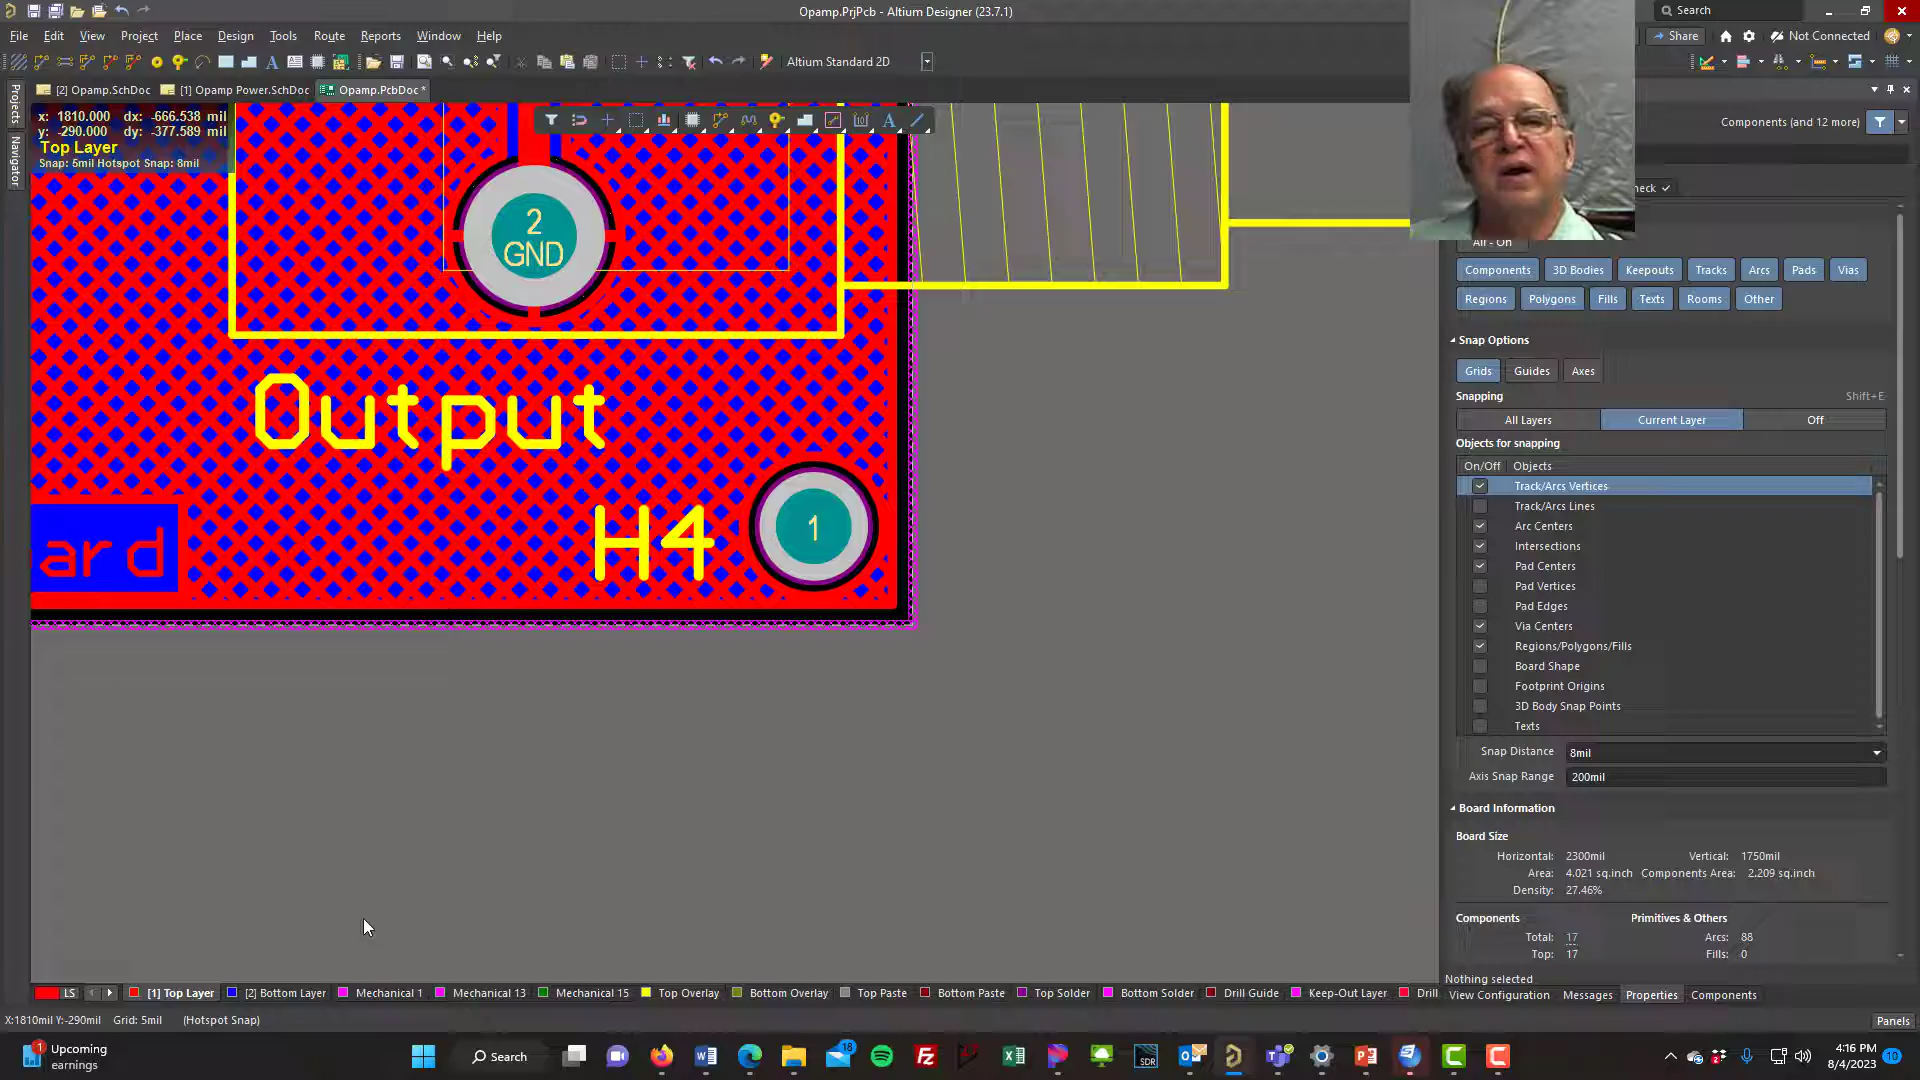 Opamp.PrjPcb - Altium Designer (23.7.1)
Search
File Edit View Project Place Design Tools Route Reports Window Help
Share
Not Connected
Altium Standard 2D
[2] Opamp.SchDoc
[1] Opamp Power.SchDoc
Opamp.PcbDoc *
Projects
Navigator
x: 1810.000 dx: -666.538 mil
y: -290.000 dy: -377.589 mil
Top Layer
Snap: 5mil Hotspot Snap: 8mil
2
GND
Output
H4
1
ard
Components (and 12 more)
heck
All - On
Components 3D Bodies Keepouts Tracks Arcs Pads Vias
Regions Polygons Fills Texts Rooms Other
Snap Options
Grids Guides Axes
Snapping Shift+E
All Layers Current Layer Off
Objects for snapping
On/Off Objects
Track/Arcs Vertices
Track/Arcs Lines
Arc Centers
Intersections
Pad Centers
Pad Vertices
Pad Edges
Via Centers
Regions/Polygons/Fills
Board Shape
Footprint Origins
3D Body Snap Points
Texts
Snap Distance 8mil
Axis Snap Range 200mil
Board Information
Board Size
Horizontal: 2300mil Vertical: 1750mil
Area: 4.021 sq.inch Components Area: 2.209 sq.inch
Density: 27.46%
Components Primitives & Others
Total: 17 Arcs: 88
Top: 17 Fills: 0
Nothing selected
LS [1] Top Layer [2] Bottom Layer Mechanical 1 Mechanical 13 Mechanical 15 Top Overlay Bottom Overlay Top Paste Bottom Paste Top Solder Bottom Solder Drill Guide Keep-Out Layer Drill
View Configuration Messages Properties Components
X:1810mil Y:-290mil Grid: 5mil (Hotspot Snap)
Panels
1
Upcoming
earnings
Search
18
SDR
4:16 PM
8/4/2023
10